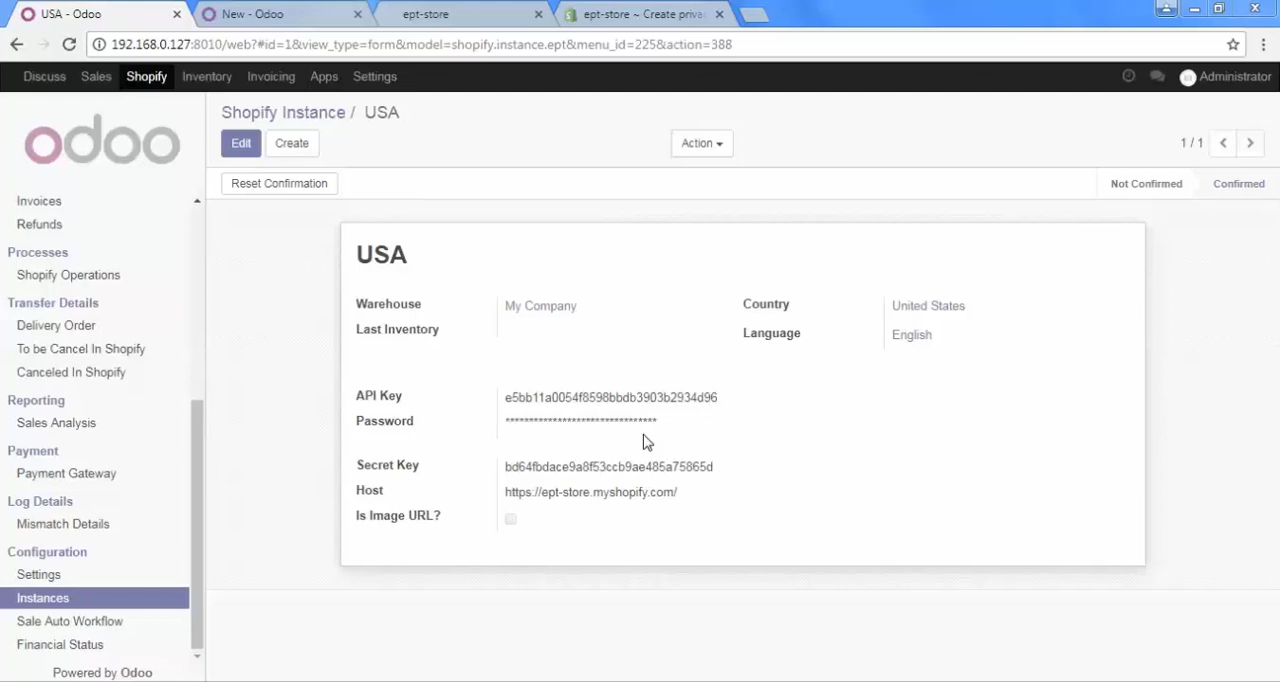 USA - Odoo
New - Odoo
ept-store
ept-store ~ Create priva
192.168.0.127:8010/web?#id=1&view_type=form&model=shopify.instance.ept&menu_id=225&action=388
Discuss Sales Shopify Inventory Invoicing Apps Settings Administrator
odoo
Shopify Instance / USA
Edit Create Action 1 / 1
Reset Confirmation Not Confirmed Confirmed
Invoices
Refunds
Processes
Shopify Operations
Transfer Details
Delivery Order
To be Cancel In Shopify
Canceled In Shopify
Reporting
Sales Analysis
Payment
Payment Gateway
Log Details
Mismatch Details
Configuration
Settings
Instances
Sale Auto Workflow
Financial Status
Powered by Odoo
USA
Warehouse My Company
Last Inventory
Country United States
Language English
API Key e5bb11a0054f8598bbdb3903b2934d96
Password ********************************
Secret Key bd64fbdace9a8f53ccb9ae485a75865d
Host https://ept-store.myshopify.com/
Is Image URL?